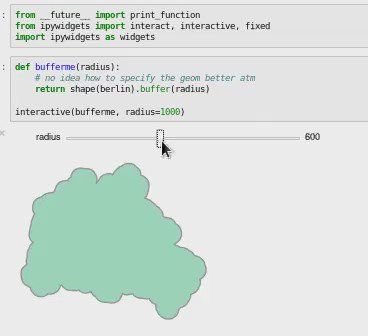 : from __future__ import print_function
from ipywidgets import interact, interactive, fixed
import ipywidgets as widgets
: def bufferme(radius):
# no idea how to specify the geom better atm
return shape(berlin).buffer(radius)
interactive(bufferme, radius=1000)
× radius 600